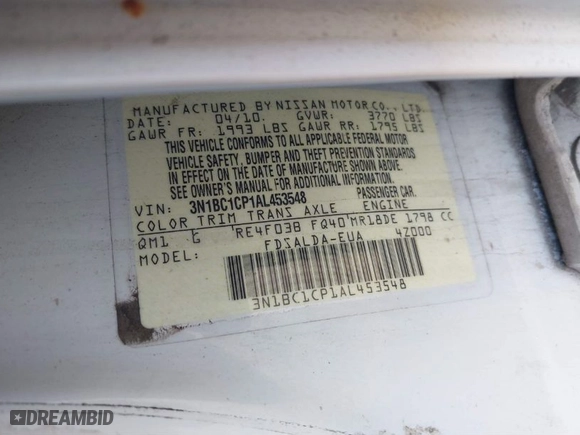 MANUFACTURED BY NISSAN MOTOR CO., LTD.
DATE: 04/10. GVWR: 3770 LBS
GAWR FR: 1993 LBS GAWR RR: 1795 LBS
THIS VEHICLE CONFORMS TO ALL APPLICABLE FEDERAL MOTOR
VEHICLE SAFETY, BUMPER AND THEFT PREVENTION STANDARDS
IN EFFECT ON THE DATE OF MANUFACTURE SHOWN ABOVE.
SEE OWNER'S MANUAL FOR ADDITIONAL INFORMATION.
VIN: 3N1BC1CP1AL453548 PASSENGER CAR.
COLOR TRIM TRANS AXLE ENGINE
QM1 G RE4F03B FQ40 MR18DE 1798 CC
MODEL: FDSALDA-EUA 4Z000
3N1BC1CP1AL453548
DREAMBID